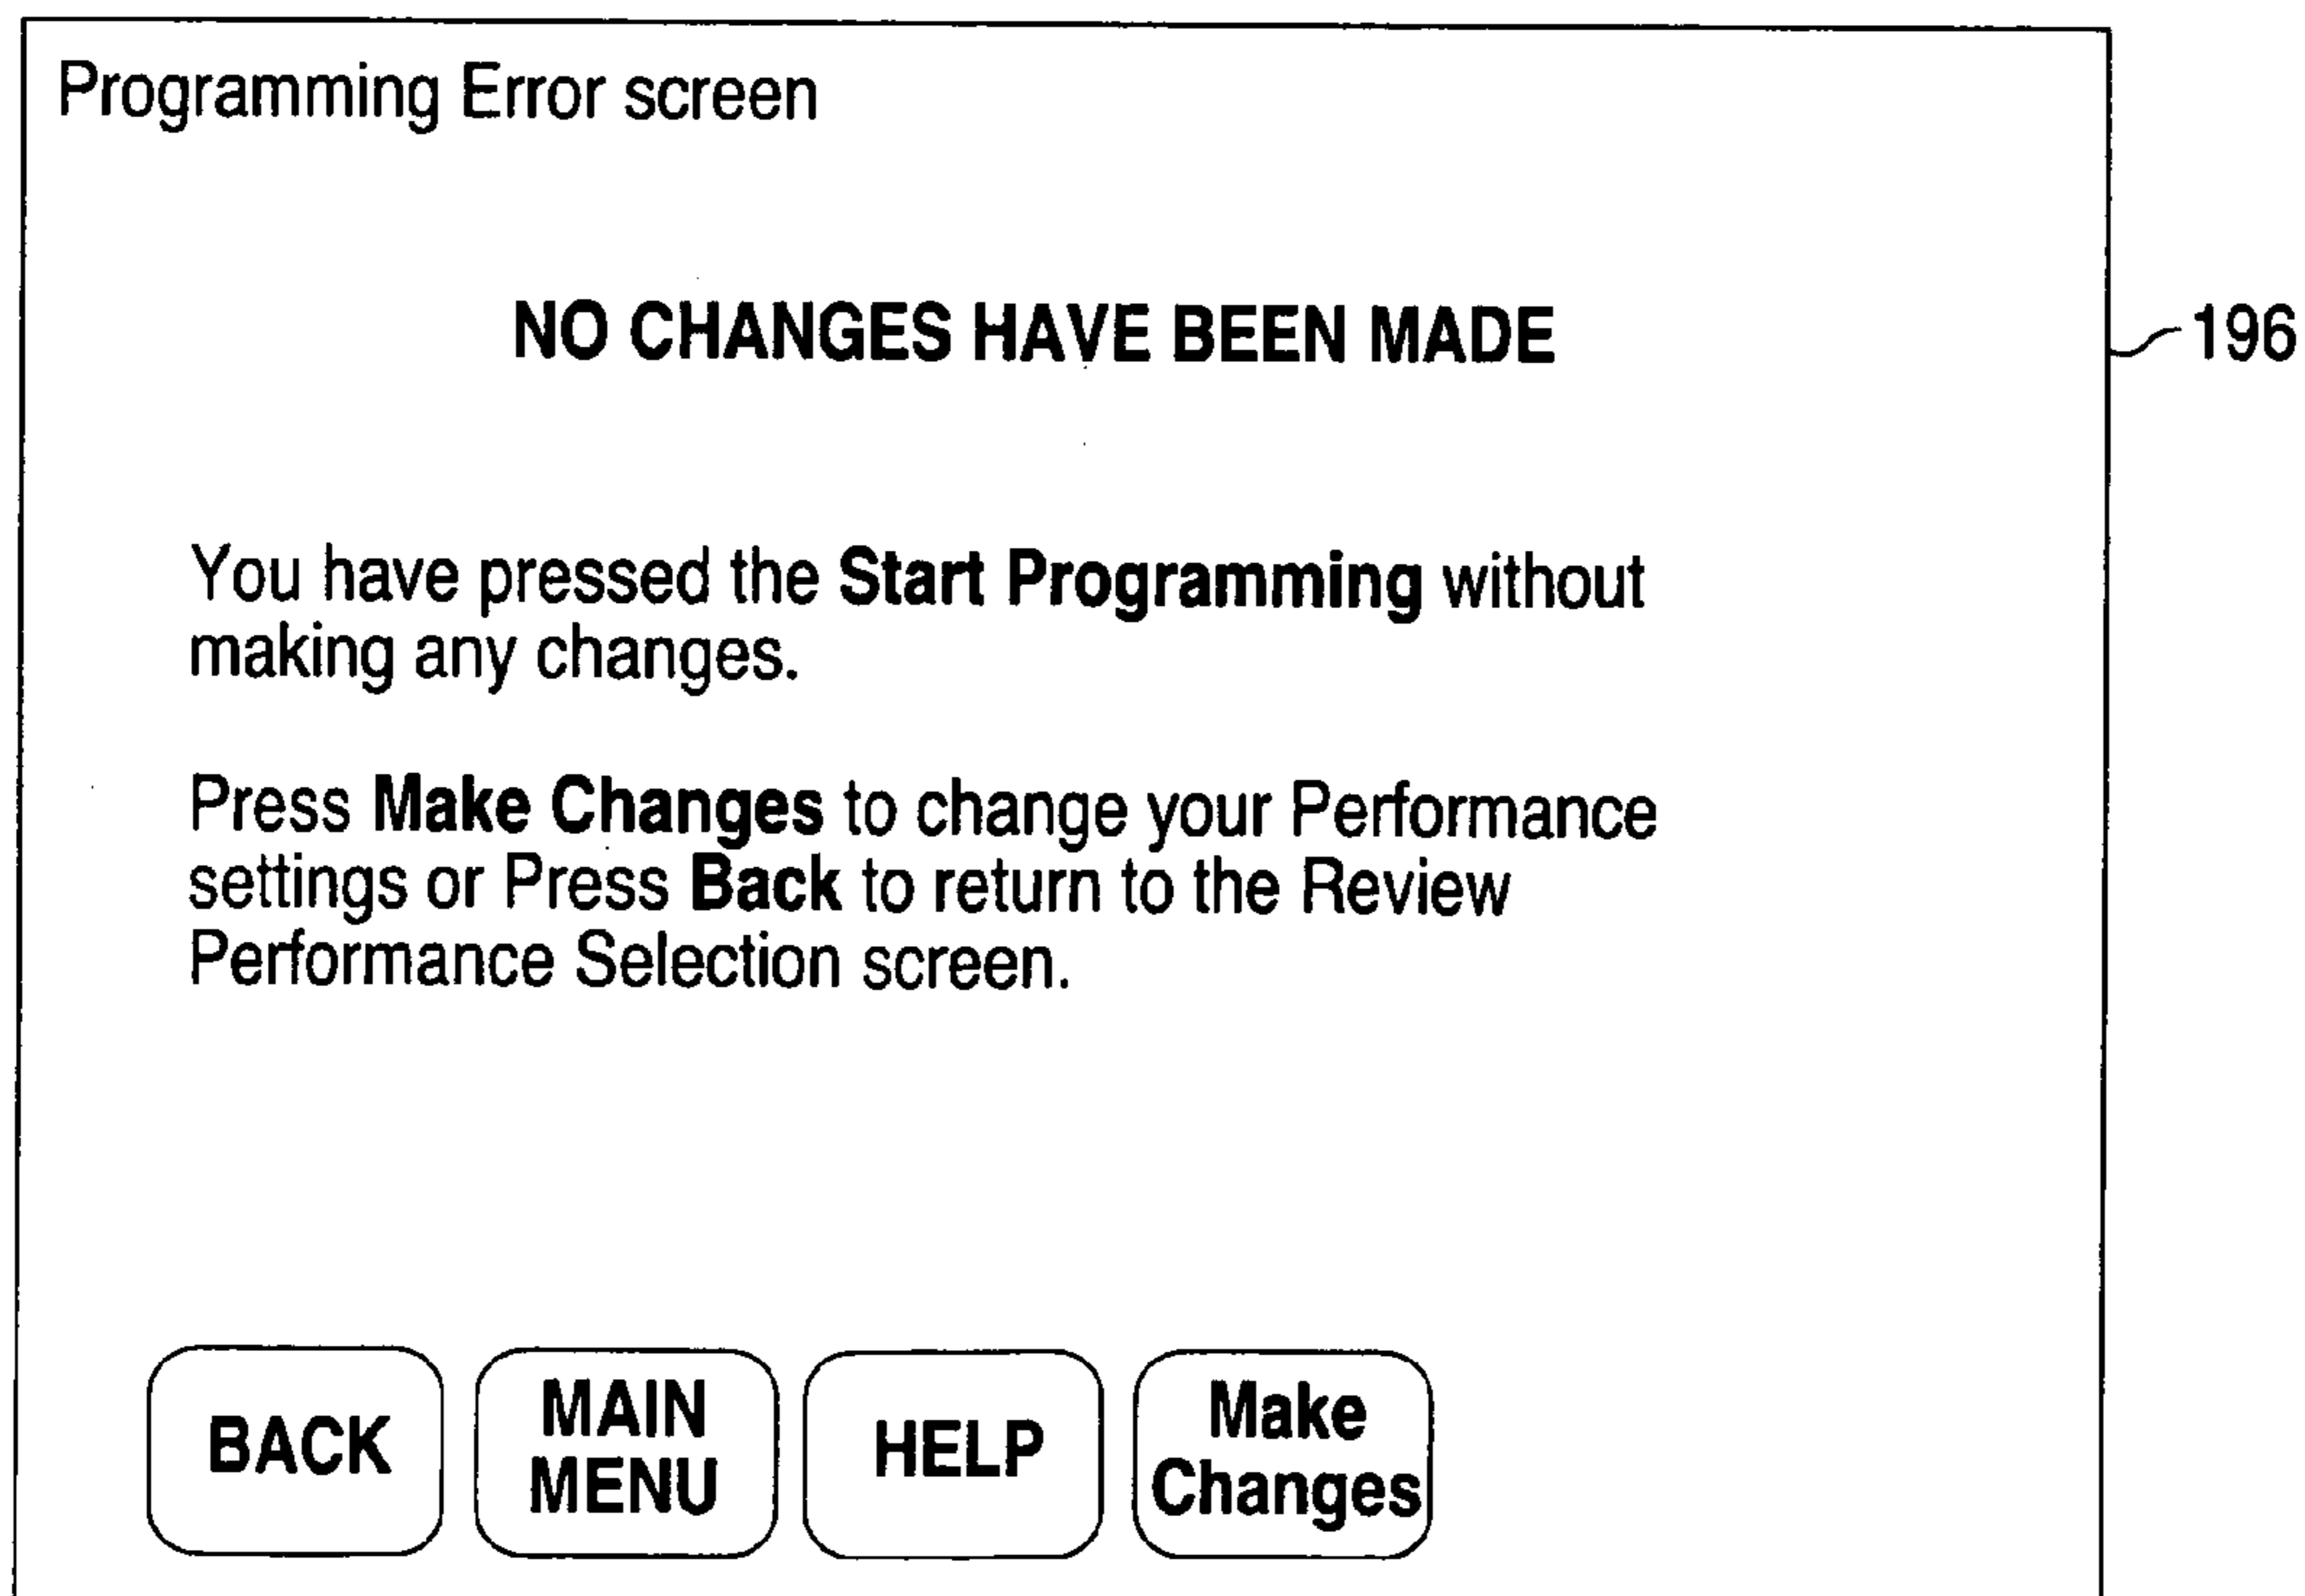 Programming Error screen
NO CHANGES HAVE BEEN MADE
196
You have pressed the Start Programming without
making any changes.
Press Make Changes to change your Performance
settings or Press Back to return to the Review
Performance Selection screen.
BACK
MAIN
MENU
HELP
Make
Changes